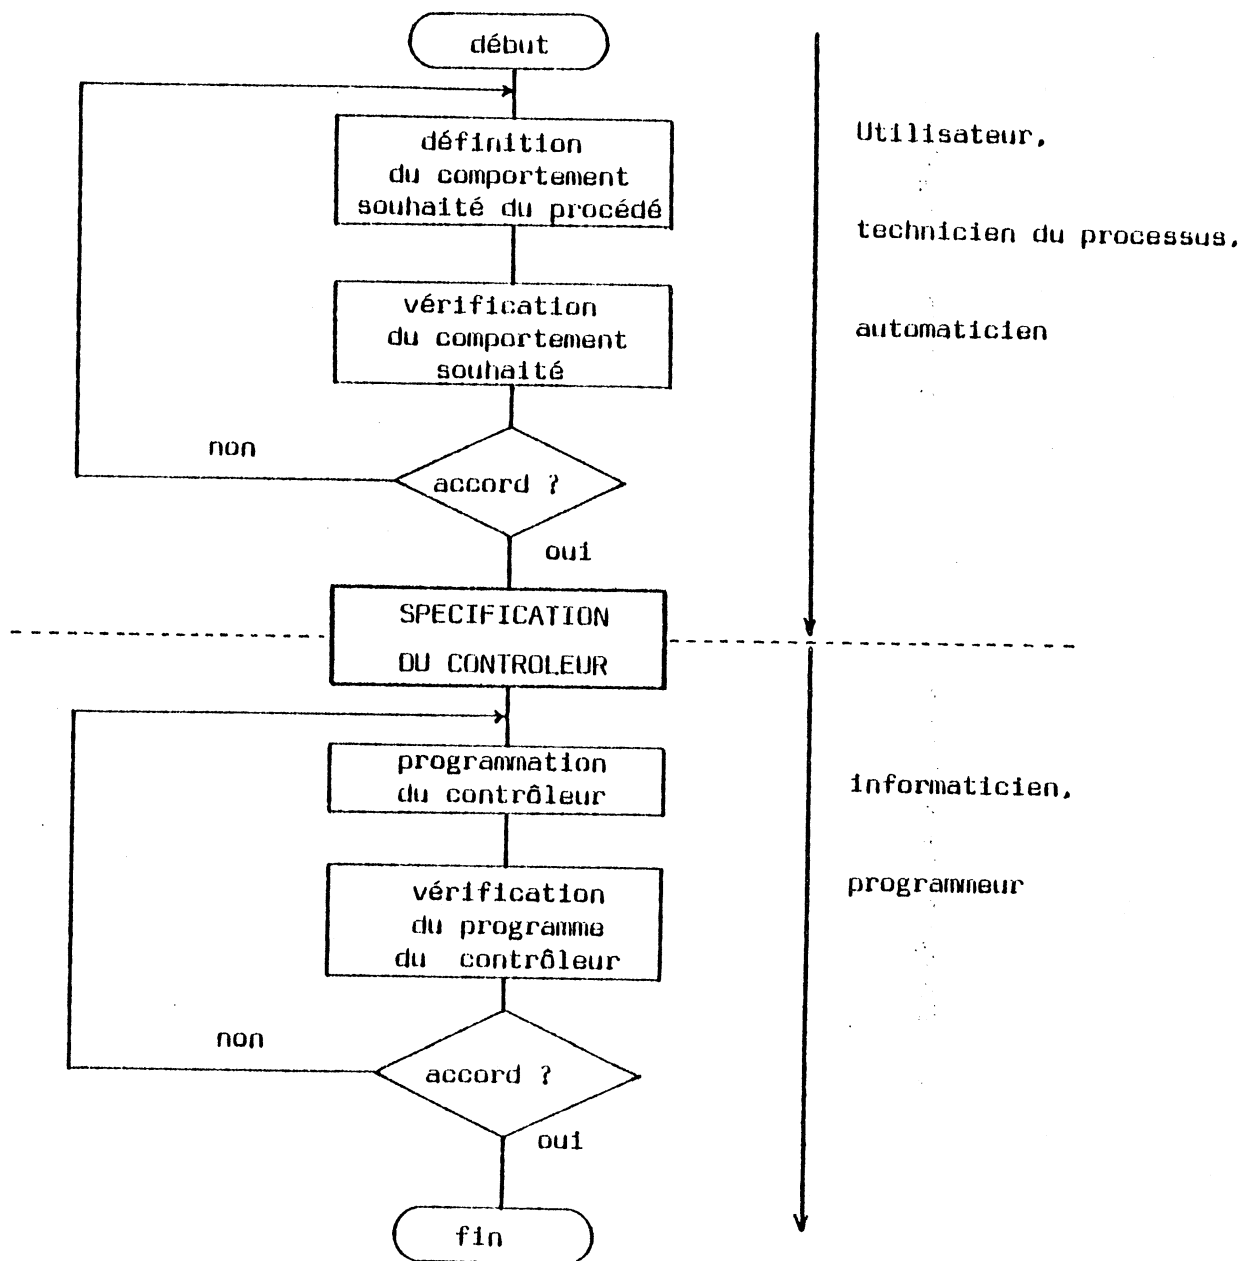 début
définition
du comportement
souhaité du procédé
vérification
du comportement
souhaité
non
accord ?
oui
SPECIFICATION
DU CONTROLEUR
programmation
du contrôleur
vérification
du programme
du contrôleur
non
accord ?
oui
fin
Utilisateur,
technicien du processus,
automaticien
informaticien,
programmeur